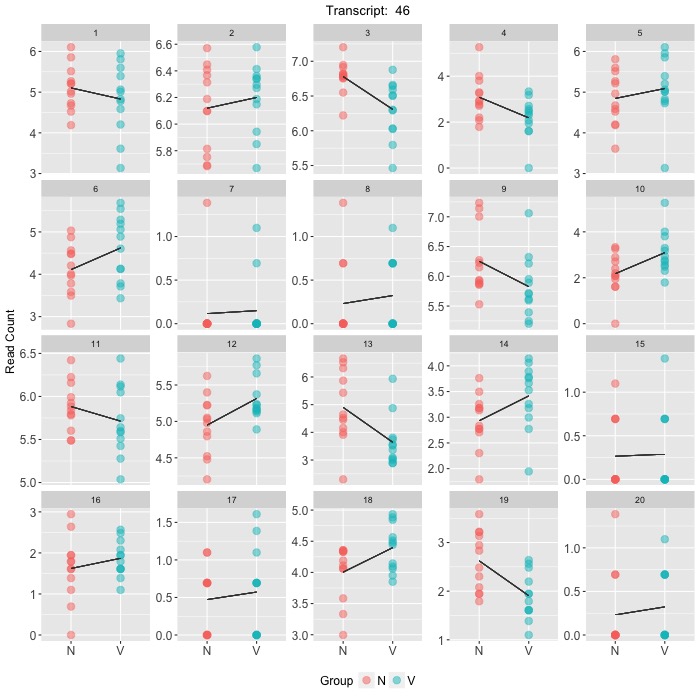 Transcript: 46
1 2 3 4 5
6 5 4 3
6.6 6.4 6.2 6.0 5.8
7.0 6.5 6.0 5.5
4 2 0
6 5 4 3
6 7 8 9 10
5 4 3
1.0 0.5 0.0
1.0 0.5 0.0
7.0 6.5 6.0 5.5
4 2 0
Read Count
11 12 13 14 15
6.5 6.0 5.5 5.0
5.5 5.0 4.5
6 5 4 3
4.0 3.5 3.0 2.5 2.0
1.0 0.5 0.0
16 17 18 19 20
3 2 1 0
1.5 1.0 0.5 0.0
5.0 4.5 4.0 3.5 3.0
3 2 1
1.0 0.5 0.0
N V N V N V N V N V
Group N V